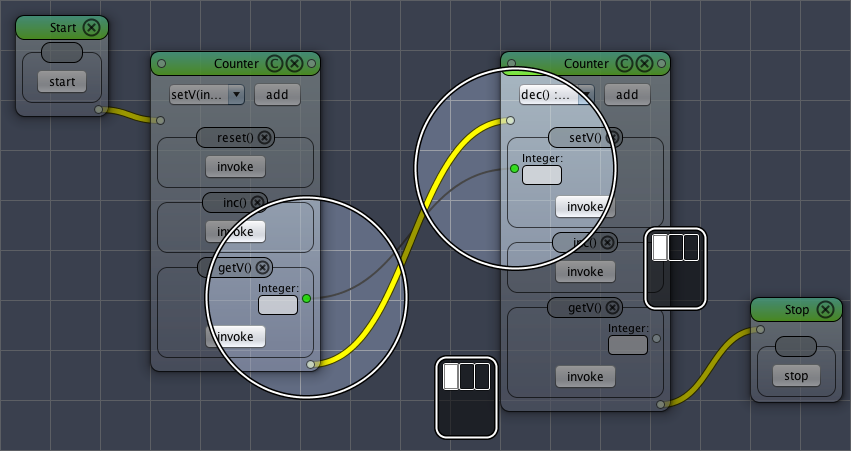 Start
start
Counter C
setV(in...
add
reset()
invoke
inc()
invoke
getV()
Integer:
invoke
Counter C
dec() :...
add
setV()
Integer:
invoke
inc()
invoke
getV()
Integer:
invoke
Stop
stop